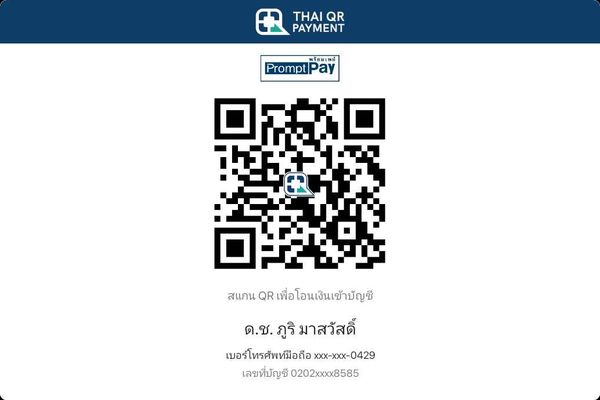 THAI QR
PAYMENT
พร้อมเพย์
PromptPay
สแกน QR เพื่อโอนเงินเข้าบัญชี
ด.ช. ภูริ มาสวัสดิ์
เบอร์โทรศัพท์มือถือ xxx-xxx-0429
เลขที่บัญชี 0202xxxx8585